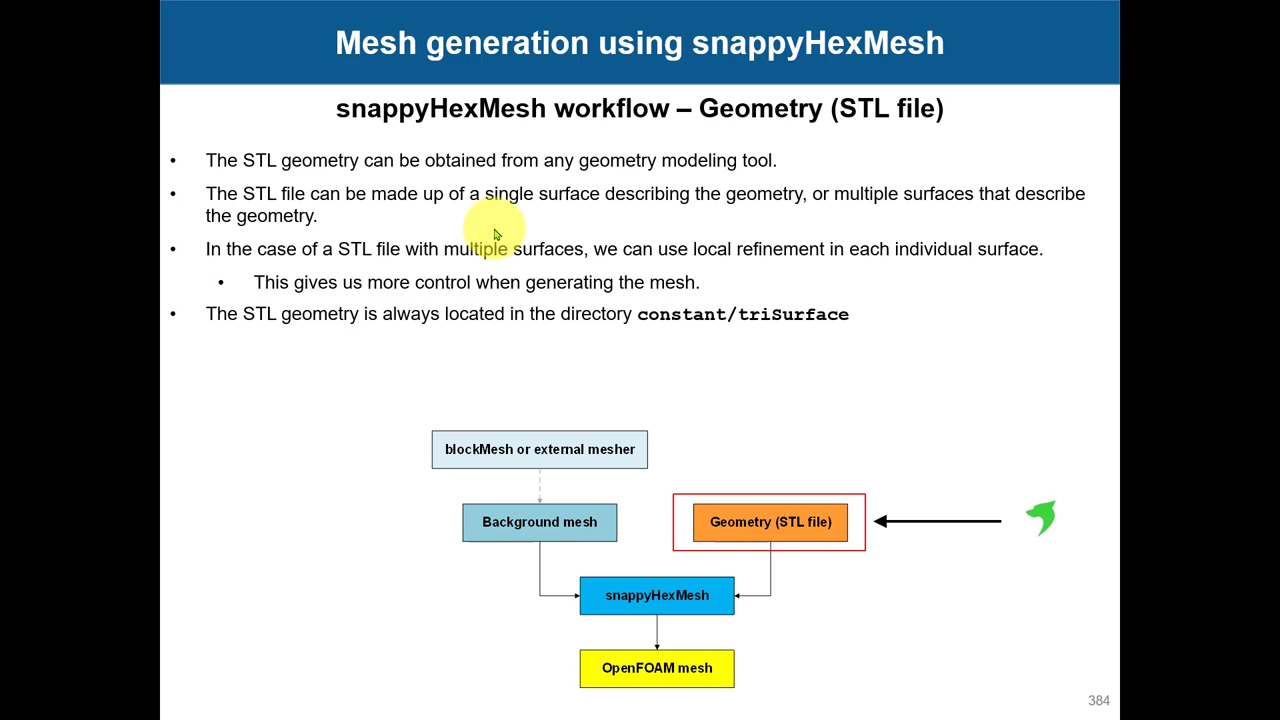 Mesh generation using snappyHexMesh
snappyHexMesh workflow – Geometry (STL file)
• The STL geometry can be obtained from any geometry modeling tool.
• The STL file can be made up of a single surface describing the geometry, or multiple surfaces that describe
the geometry.
• In the case of a STL file with multiple surfaces, we can use local refinement in each individual surface.
• This gives us more control when generating the mesh.
• The STL geometry is always located in the directory constant/triSurface
blockMesh or external mesher
Background mesh
Geometry (STL file)
snappyHexMesh
OpenFOAM mesh
384